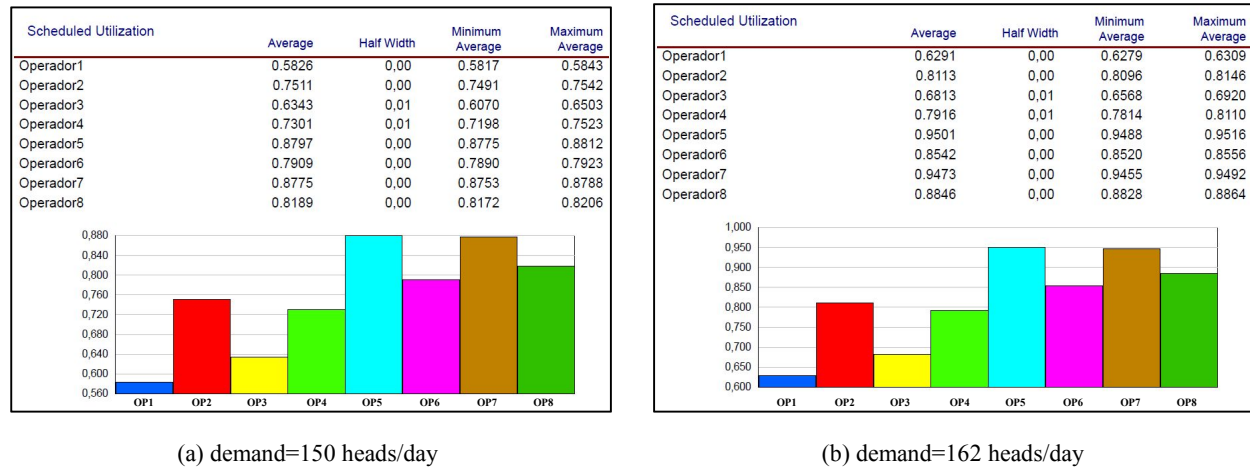 Scheduled Utilization
Average Half Width Minimum Average Maximum Average
Operador1 0.5826 0,00 0.5817 0.5843
Operador2 0.7511 0,00 0.7491 0.7542
Operador3 0.6343 0,01 0.6070 0.6503
Operador4 0.7301 0,01 0.7198 0.7523
Operador5 0.8797 0,00 0.8775 0.8812
Operador6 0.7909 0,00 0.7890 0.7923
Operador7 0.8775 0,00 0.8753 0.8788
Operador8 0.8189 0,00 0.8172 0.8206
0,880
0,840
0,800
0,760
0,720
0,680
0,640
0,600
0,560
OP1 OP2 OP3 OP4 OP5 OP6 OP7 OP8
(a) demand=150 heads/day
Scheduled Utilization
Average Half Width Minimum Average Maximum Average
Operador1 0.6291 0,00 0.6279 0.6309
Operador2 0.8113 0,00 0.8096 0.8146
Operador3 0.6813 0,01 0.6568 0.6920
Operador4 0.7916 0,01 0.7814 0.8110
Operador5 0.9501 0,00 0.9488 0.9516
Operador6 0.8542 0,00 0.8520 0.8556
Operador7 0.9473 0,00 0.9455 0.9492
Operador8 0.8846 0,00 0.8828 0.8864
1,000
0,950
0,900
0,850
0,800
0,750
0,700
0,650
0,600
OP1 OP2 OP3 OP4 OP5 OP6 OP7 OP8
(b) demand=162 heads/day